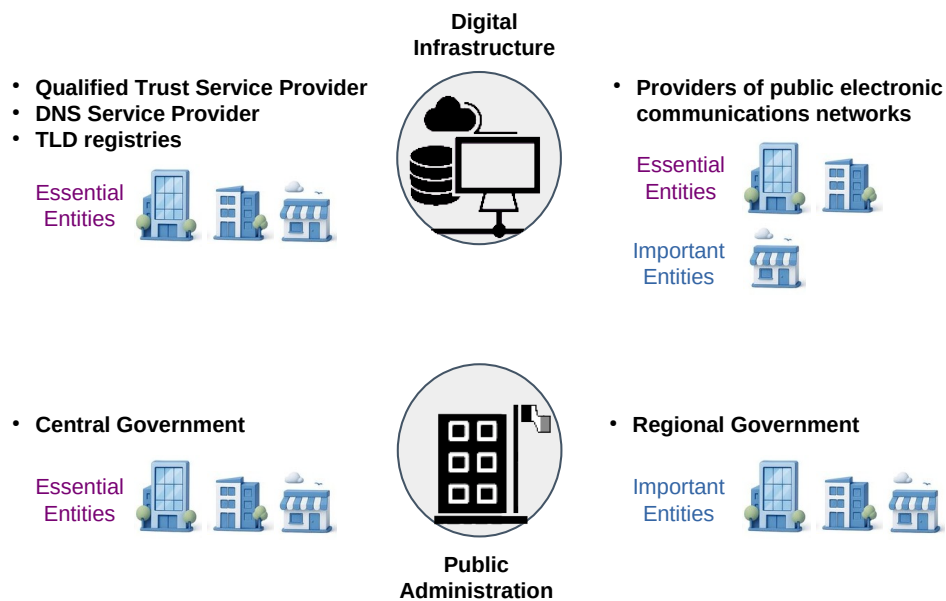 Digital
Infrastructure
• Qualified Trust Service Provider
• DNS Service Provider
• TLD registries
Essential
Entities
• Providers of public electronic
communications networks
Essential
Entities
Important
Entities
• Central Government
Essential
Entities
• Regional Government
Important
Entities
Public
Administration